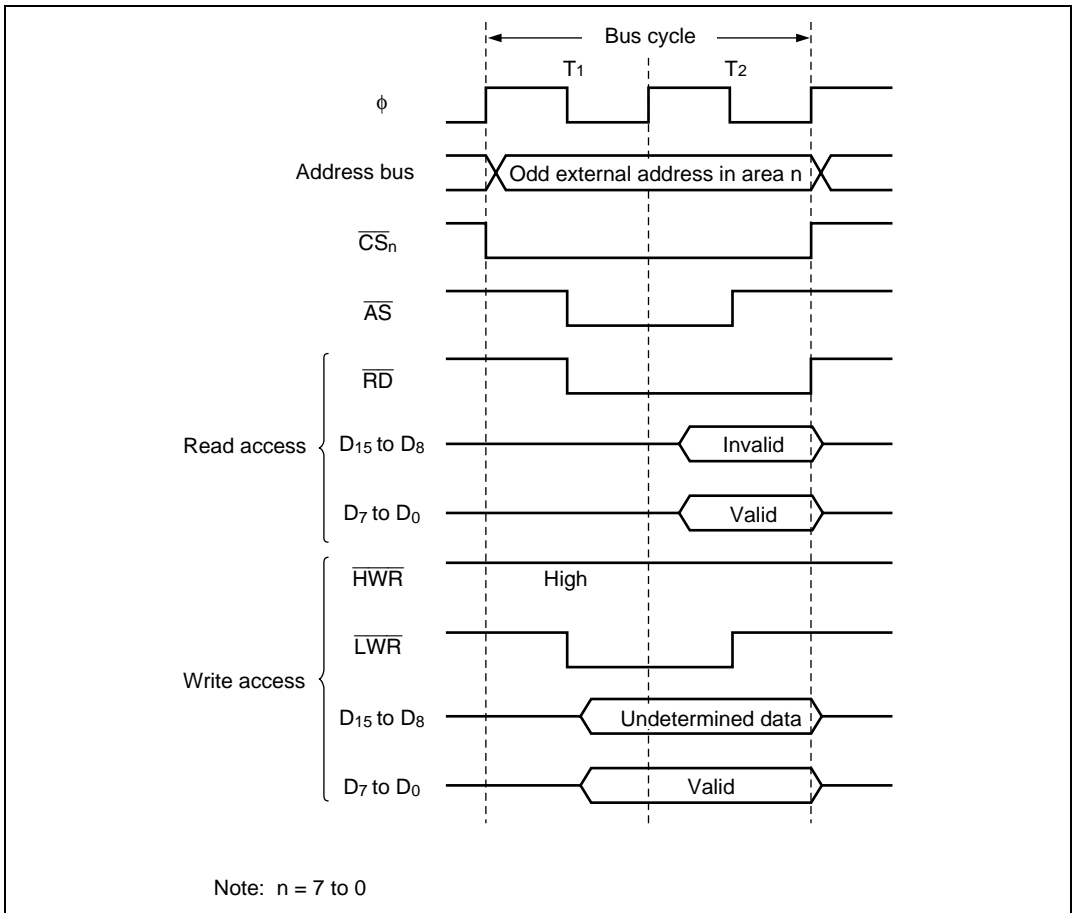 Bus cycle
T1 T2
ϕ
Address bus Odd external address in area n
CSn
AS
RD
Read access
D15 to D8 Invalid
D7 to D0 Valid
HWR High
LWR
Write access
D15 to D8 Undetermined data
D7 to D0 Valid
Note: n = 7 to 0